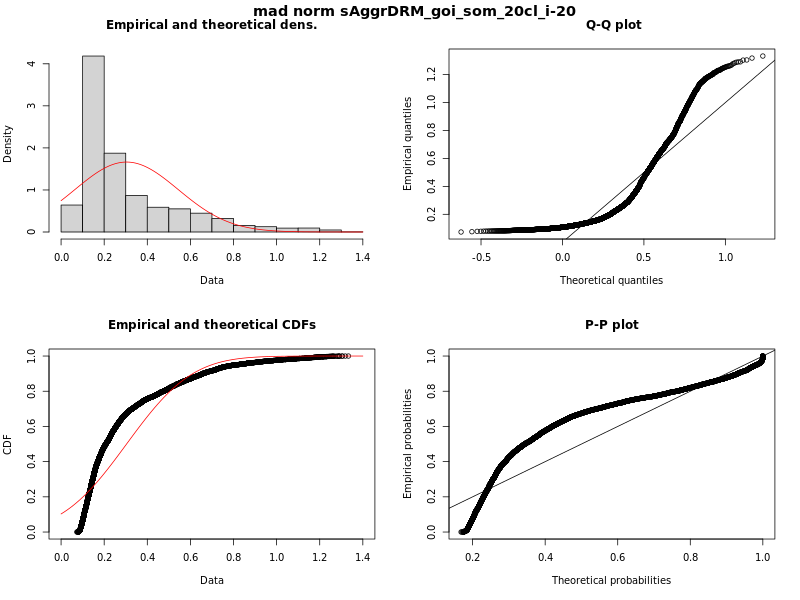 mad norm sAggrDRM_goi_som_20cl_i-20
Empirical and theoretical dens.
Density
0 1 2 3 4
0.0 0.2 0.4 0.6 0.8 1.0 1.2 1.4
Data
Q-Q plot
Empirical quantiles
0.2 0.4 0.6 0.8 1.0 1.2
-0.5 0.0 0.5 1.0
Theoretical quantiles
Empirical and theoretical CDFs
CDF
0.0 0.2 0.4 0.6 0.8 1.0
0.0 0.2 0.4 0.6 0.8 1.0 1.2 1.4
Data
P-P plot
Empirical probabilities
0.0 0.2 0.4 0.6 0.8 1.0
0.2 0.4 0.6 0.8 1.0
Theoretical probabilities